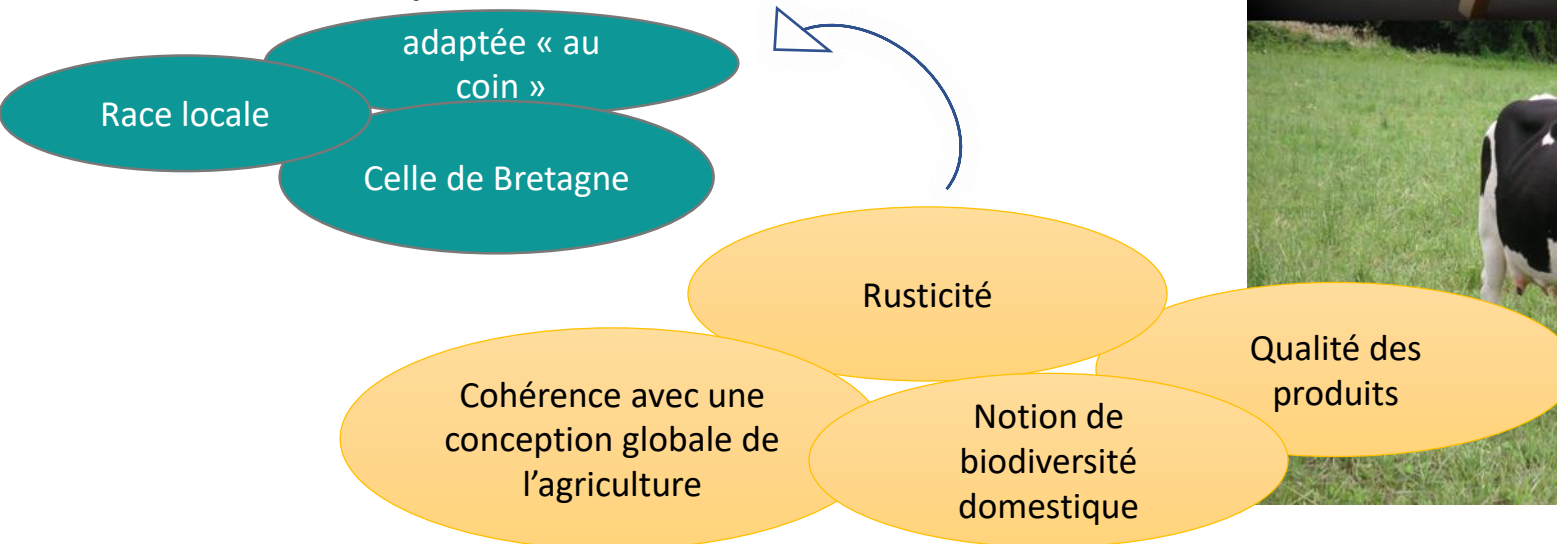 adaptée « au
coin »
Race locale
Celle de Bretagne
Rusticité
Qualité des
produits
Cohérence avec une
conception globale de
l’agriculture
Notion de
biodiversité
domestique